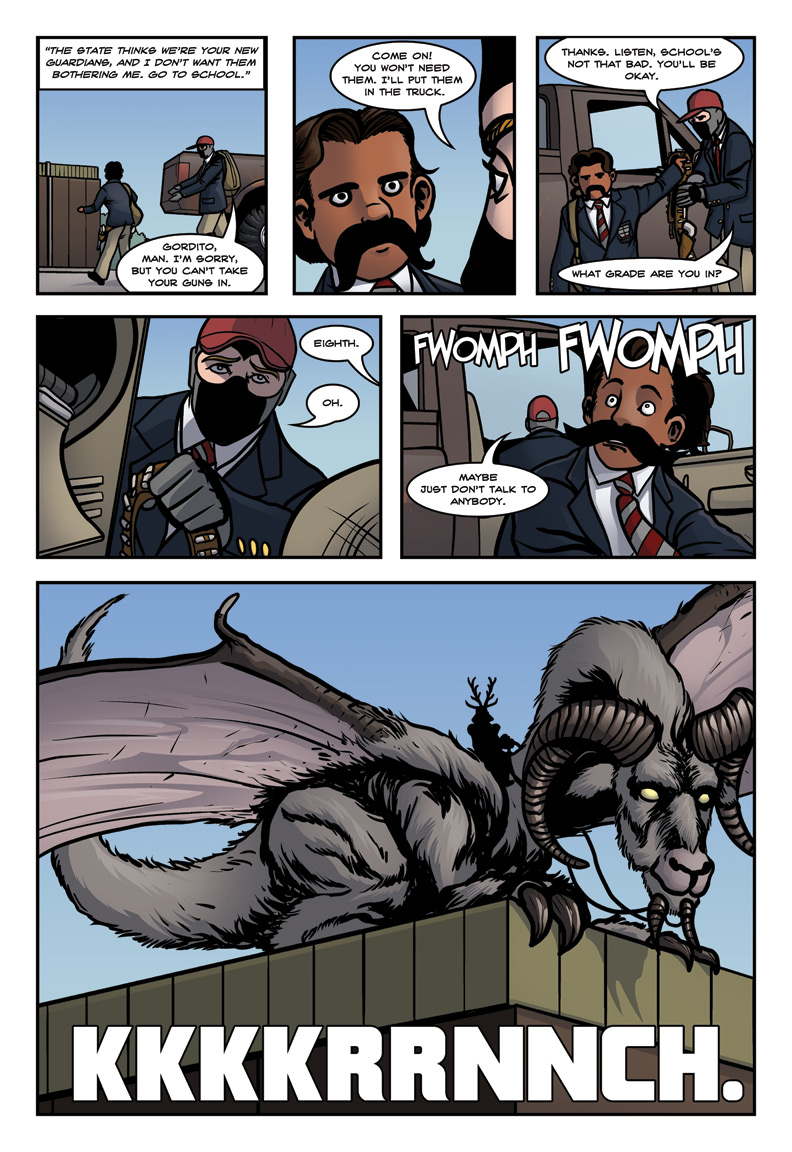 "THE STATE THINKS WE'RE YOUR NEW
GUARDIANS, AND I DON'T WANT THEM
BOTHERING ME. GO TO SCHOOL."
GORDITO,
MAN. I'M SORRY,
BUT YOU CAN'T TAKE
YOUR GUNS IN.
COME ON!
YOU WON'T NEED
THEM. I'LL PUT THEM
IN THE TRUCK.
THANKS. LISTEN, SCHOOL'S
NOT THAT BAD. YOU'LL BE
OKAY.
WHAT GRADE ARE YOU IN?
EIGHTH.
OH.
FWOMPH FWOMPH
MAYBE
JUST DON'T TALK TO
ANYBODY.
KKKKRRNNCH.